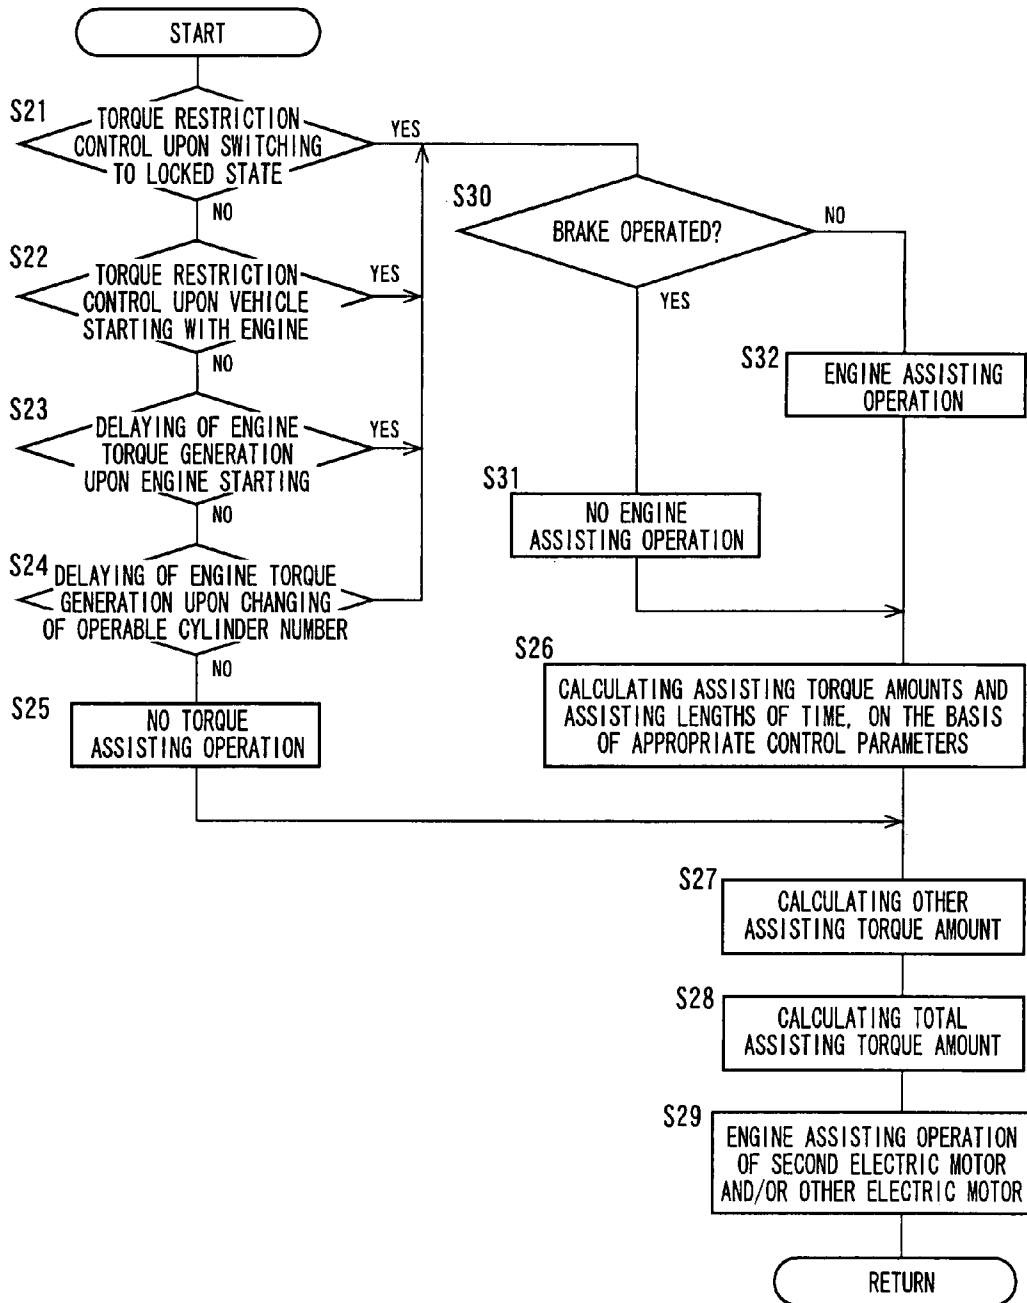 START
S21
TORQUE RESTRICTION
CONTROL UPON SWITCHING
TO LOCKED STATE
YES
NO
S22
TORQUE RESTRICTION
CONTROL UPON VEHICLE
STARTING WITH ENGINE
YES
NO
S23
DELAYING OF ENGINE
TORQUE GENERATION
UPON ENGINE STARTING
YES
NO
S24
DELAYING OF ENGINE TORQUE
GENERATION UPON CHANGING
OF OPERABLE CYLINDER NUMBER
NO
S25
NO TORQUE
ASSISTING OPERATION
S30
BRAKE OPERATED?
NO
YES
S32
ENGINE ASSISTING
OPERATION
S31
NO ENGINE
ASSISTING OPERATION
S26
CALCULATING ASSISTING TORQUE AMOUNTS AND
ASSISTING LENGTHS OF TIME, ON THE BASIS
OF APPROPRIATE CONTROL PARAMETERS
S27
CALCULATING OTHER
ASSISTING TORQUE AMOUNT
S28
CALCULATING TOTAL
ASSISTING TORQUE AMOUNT
S29
ENGINE ASSISTING OPERATION
OF SECOND ELECTRIC MOTOR
AND/OR OTHER ELECTRIC MOTOR
RETURN